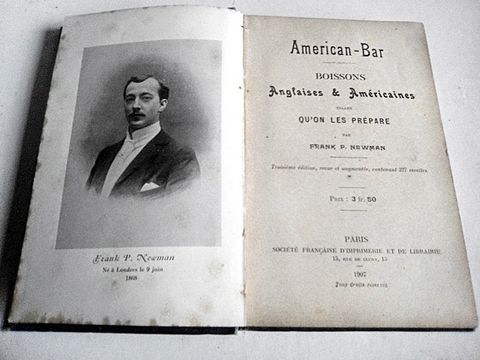 Frank P. Newman
Né à Londres le 9 juin
1868
American-Bar
BOISSONS
Anglaises & Américaines
TELLES
QU'ON LES PRÉPARE
PAR
FRANK P. NEWMAN
Troisième édition, revue et augmentée, contenant 227 recettes
Prix : 3 fr. 50
PARIS
SOCIÉTÉ FRANÇAISE D'IMPRIMERIE ET DE LIBRAIRIE
15, RUE DE CLUNY, 15
1907
Tous droits réservés